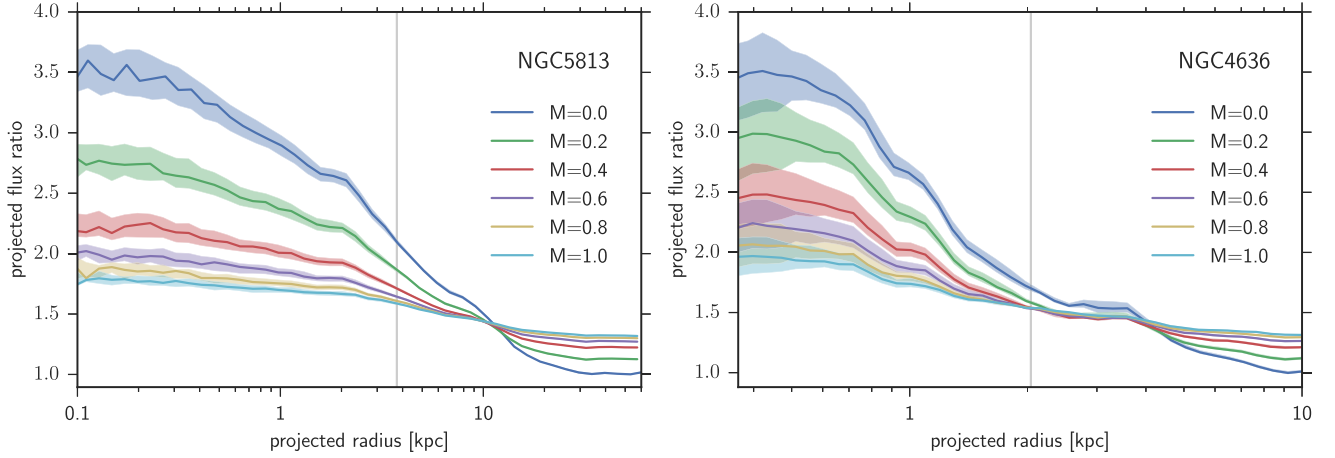 NGC5813
M=0.0
M=0.2
M=0.4
M=0.6
M=0.8
M=1.0
projected flux ratio
4.0
3.5
3.0
2.5
2.0
1.5
1.0
0.1 1 10
projected radius [kpc]
NGC4636
M=0.0
M=0.2
M=0.4
M=0.6
M=0.8
M=1.0
projected flux ratio
4.0
3.5
3.0
2.5
2.0
1.5
1.0
1 10
projected radius [kpc]